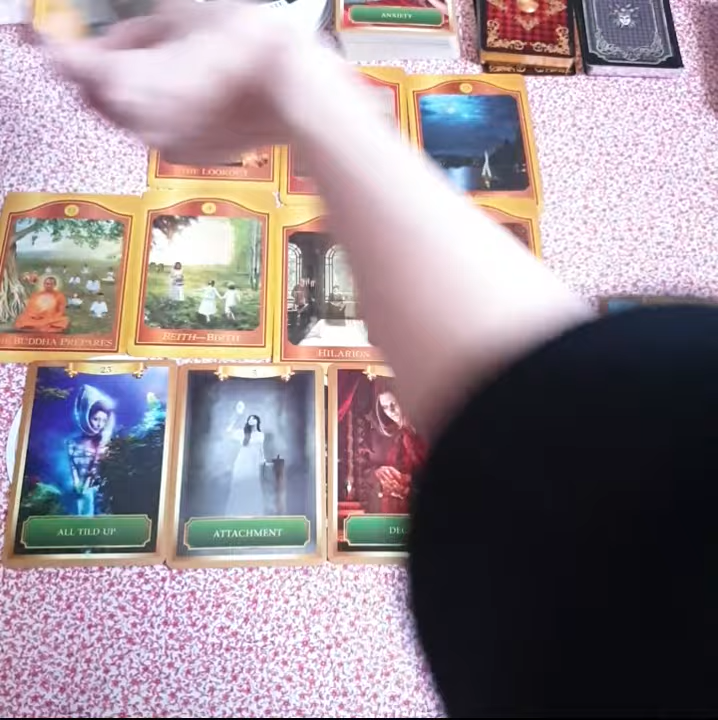 ANXIETY
THE LOOKOUT
THE BUDDHA PREPARES
BEITH—BIRTH
HILARION
23
ALL TIED UP
5
ATTACHMENT